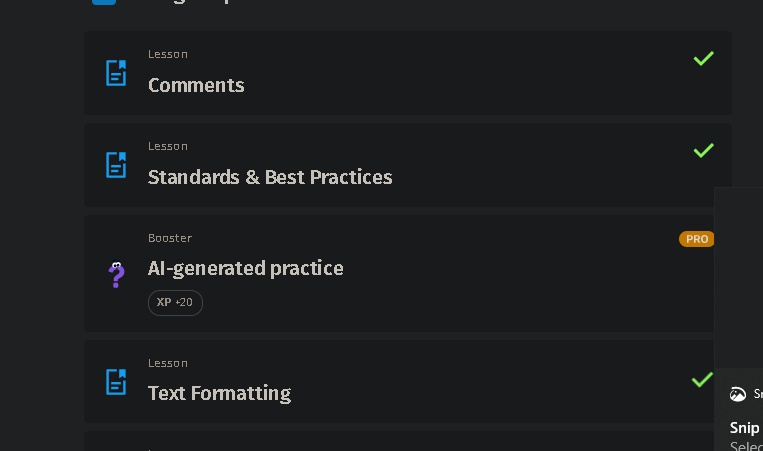 Lesson
Comments
Lesson
Standards & Best Practices
Booster
PRO
AI-generated practice
XP +20
Lesson
Text Formatting
Snip